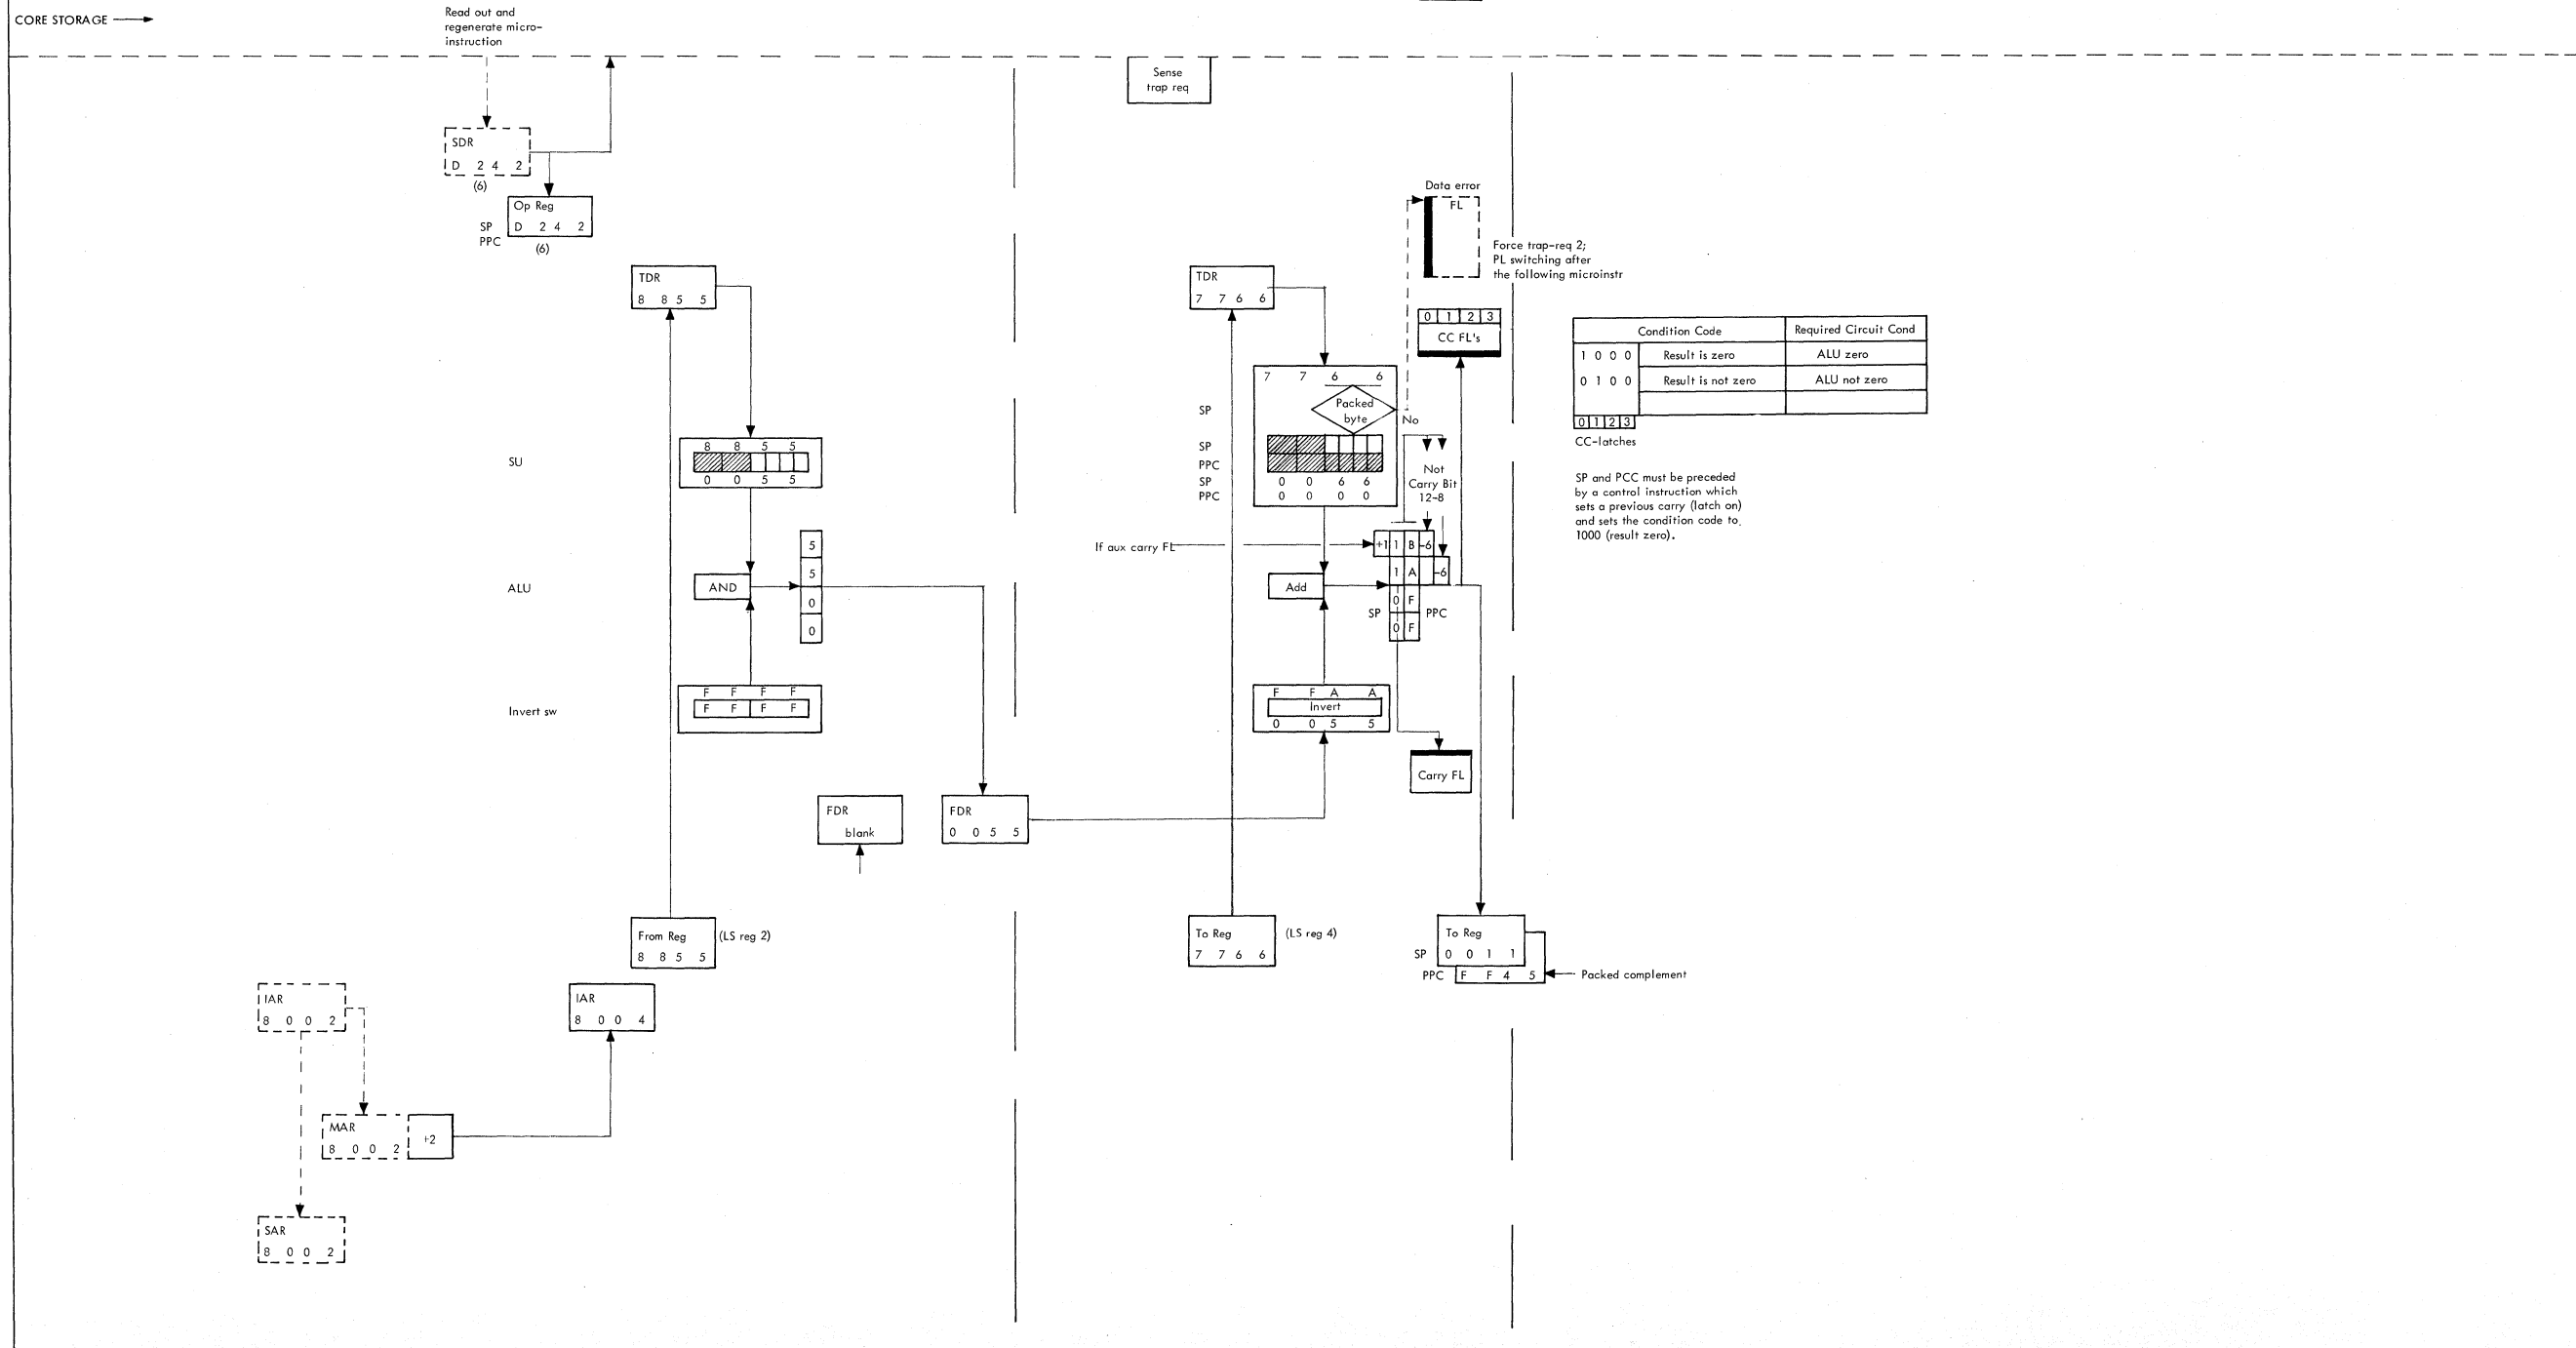 CORE STORAGE
Read out and
regenerate micro-
instruction
Sense
trap req
SDR
D 2 4 2
(6)
Op Reg
SP
D 2 4 2
PPC
(6)
Data error
FL
Force trap-req 2;
PL switching after
the following microinstr
TDR
8 8 5 5
TDR
7 7 6 6
0 1 2 3
CC FL's
Condition Code
Required Circuit Cond
1 0 0 0
Result is zero
ALU zero
0 1 0 0
Result is not zero
ALU not zero
0 1 2 3
CC-latches
7 7 6 6
SP
Packed
byte
No
SU
8 8 5 5
0 0 5 5
SP
PPC
SP 0 0 6 6
PPC 0 0 0 0
Not
Carry Bit
12-8
SP and PCC must be preceded
by a control instruction which
sets a previous carry (latch on)
and sets the condition code to
1000 (result zero).
If aux carry FL
+1 1 B -6
1 A -6
0 F
0 F
SP
PPC
ALU
AND
5
5
0
0
Add
Invert sw
F F F F
F F F F
F F A A
Invert
0 0 5 5
Carry FL
FDR
blank
FDR
0 0 5 5
From Reg
8 8 5 5
(LS reg 2)
To Reg
7 7 6 6
(LS reg 4)
To Reg
SP
0 0 1 1
PPC
F F 4 5
Packed complement
IAR
8 0 0 2
IAR
8 0 0 4
MAR
8 0 0 2
+2
SAR
8 0 0 2